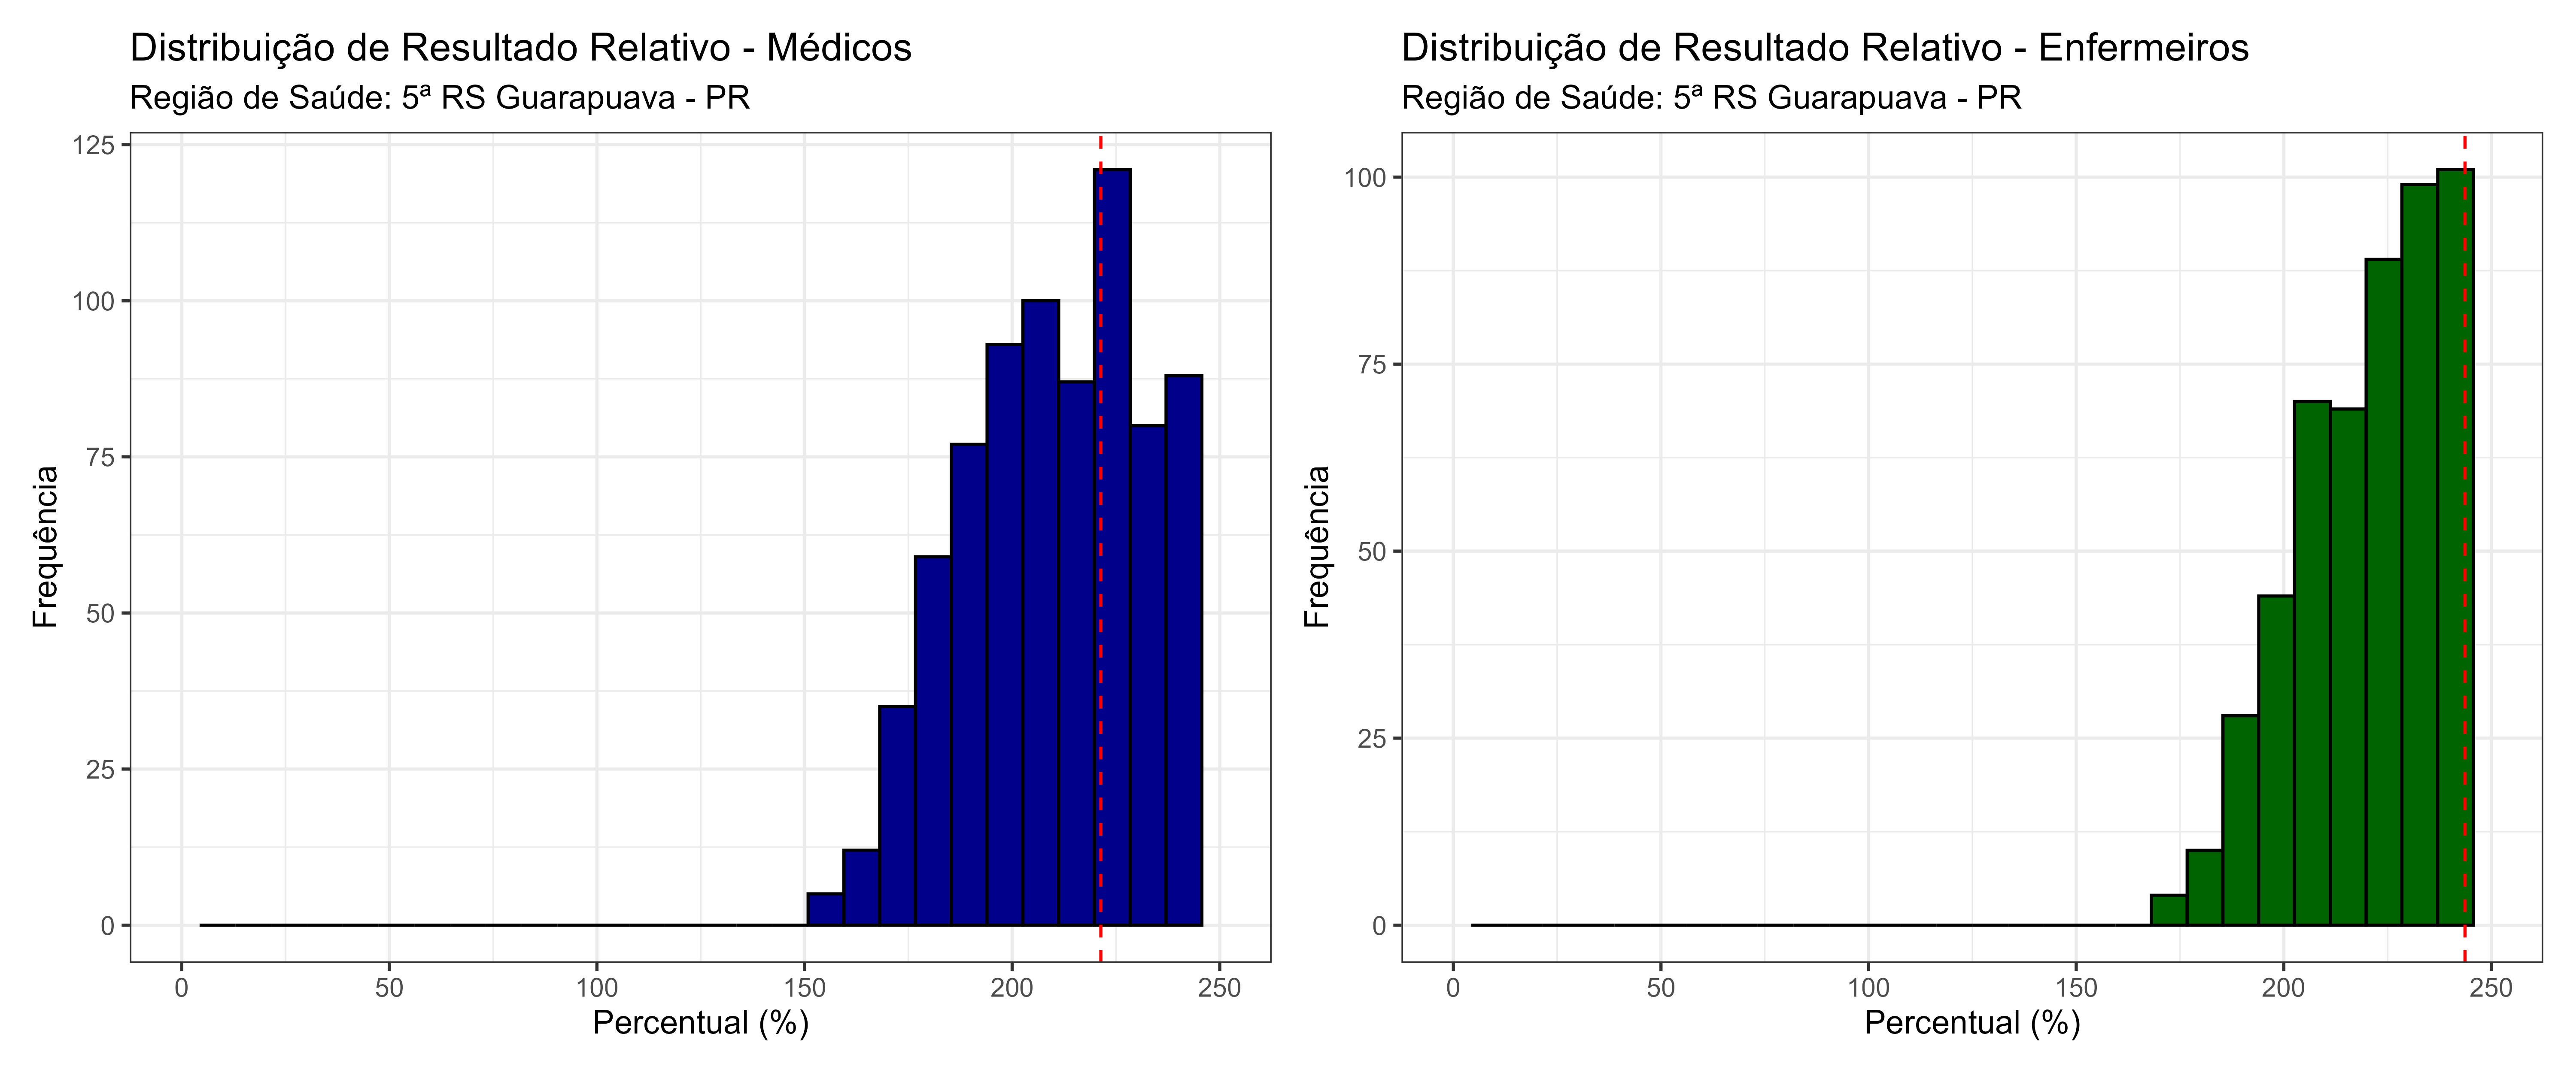 Distribuição de Resultado Relativo - Médicos
Região de Saúde: 5ª RS Guarapuava - PR
125
100
75
50
25
0
Frequência
0 50 100 150 200 250
Percentual (%)
Distribuição de Resultado Relativo - Enfermeiros
Região de Saúde: 5ª RS Guarapuava - PR
100
75
50
25
0
Frequência
0 50 100 150 200 250
Percentual (%)